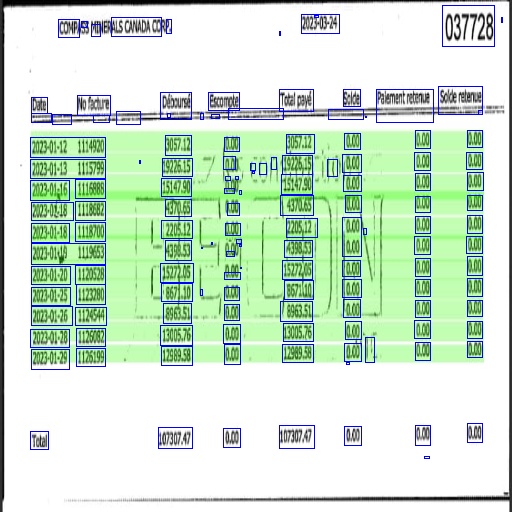 COMPASS MINERALS CANADA CORP. 2023-03-24 037728
Date No facture Débourse Escompte Total payé Solde Paiement retenue Solde retenue
2023-01-12 1114920 3057.12 0.00 3057.12 0.00 0.00 0.00
2023-01-13 1115799 19226.15 0.00 19226.15 0.00 0.00 0.00
2023-01-16 1116888 15147.90 0.00 15147.90 0.00 0.00 0.00
2023-01-18 1118682 4370.65 0.00 4370.65 0.00 0.00 0.00
2023-01-18 1118700 2205.12 0.00 2205.12 0.00 0.00 0.00
2023-01-19 1119653 4398.53 0.00 4398.53 0.00 0.00 0.00
2023-01-20 1120528 15272.05 0.00 15272.05 0.00 0.00 0.00
2023-01-25 1123280 8671.10 0.00 8671.10 0.00 0.00 0.00
2023-01-26 1124544 8963.51 0.00 8963.51 0.00 0.00 0.00
2023-01-28 1126082 13005.76 0.00 13005.76 0.00 0.00 0.00
2023-01-29 1126199 12989.58 0.00 12989.58 0.00 0.00 0.00
Total 107307.47 0.00 107307.47 0.00 0.00 0.00